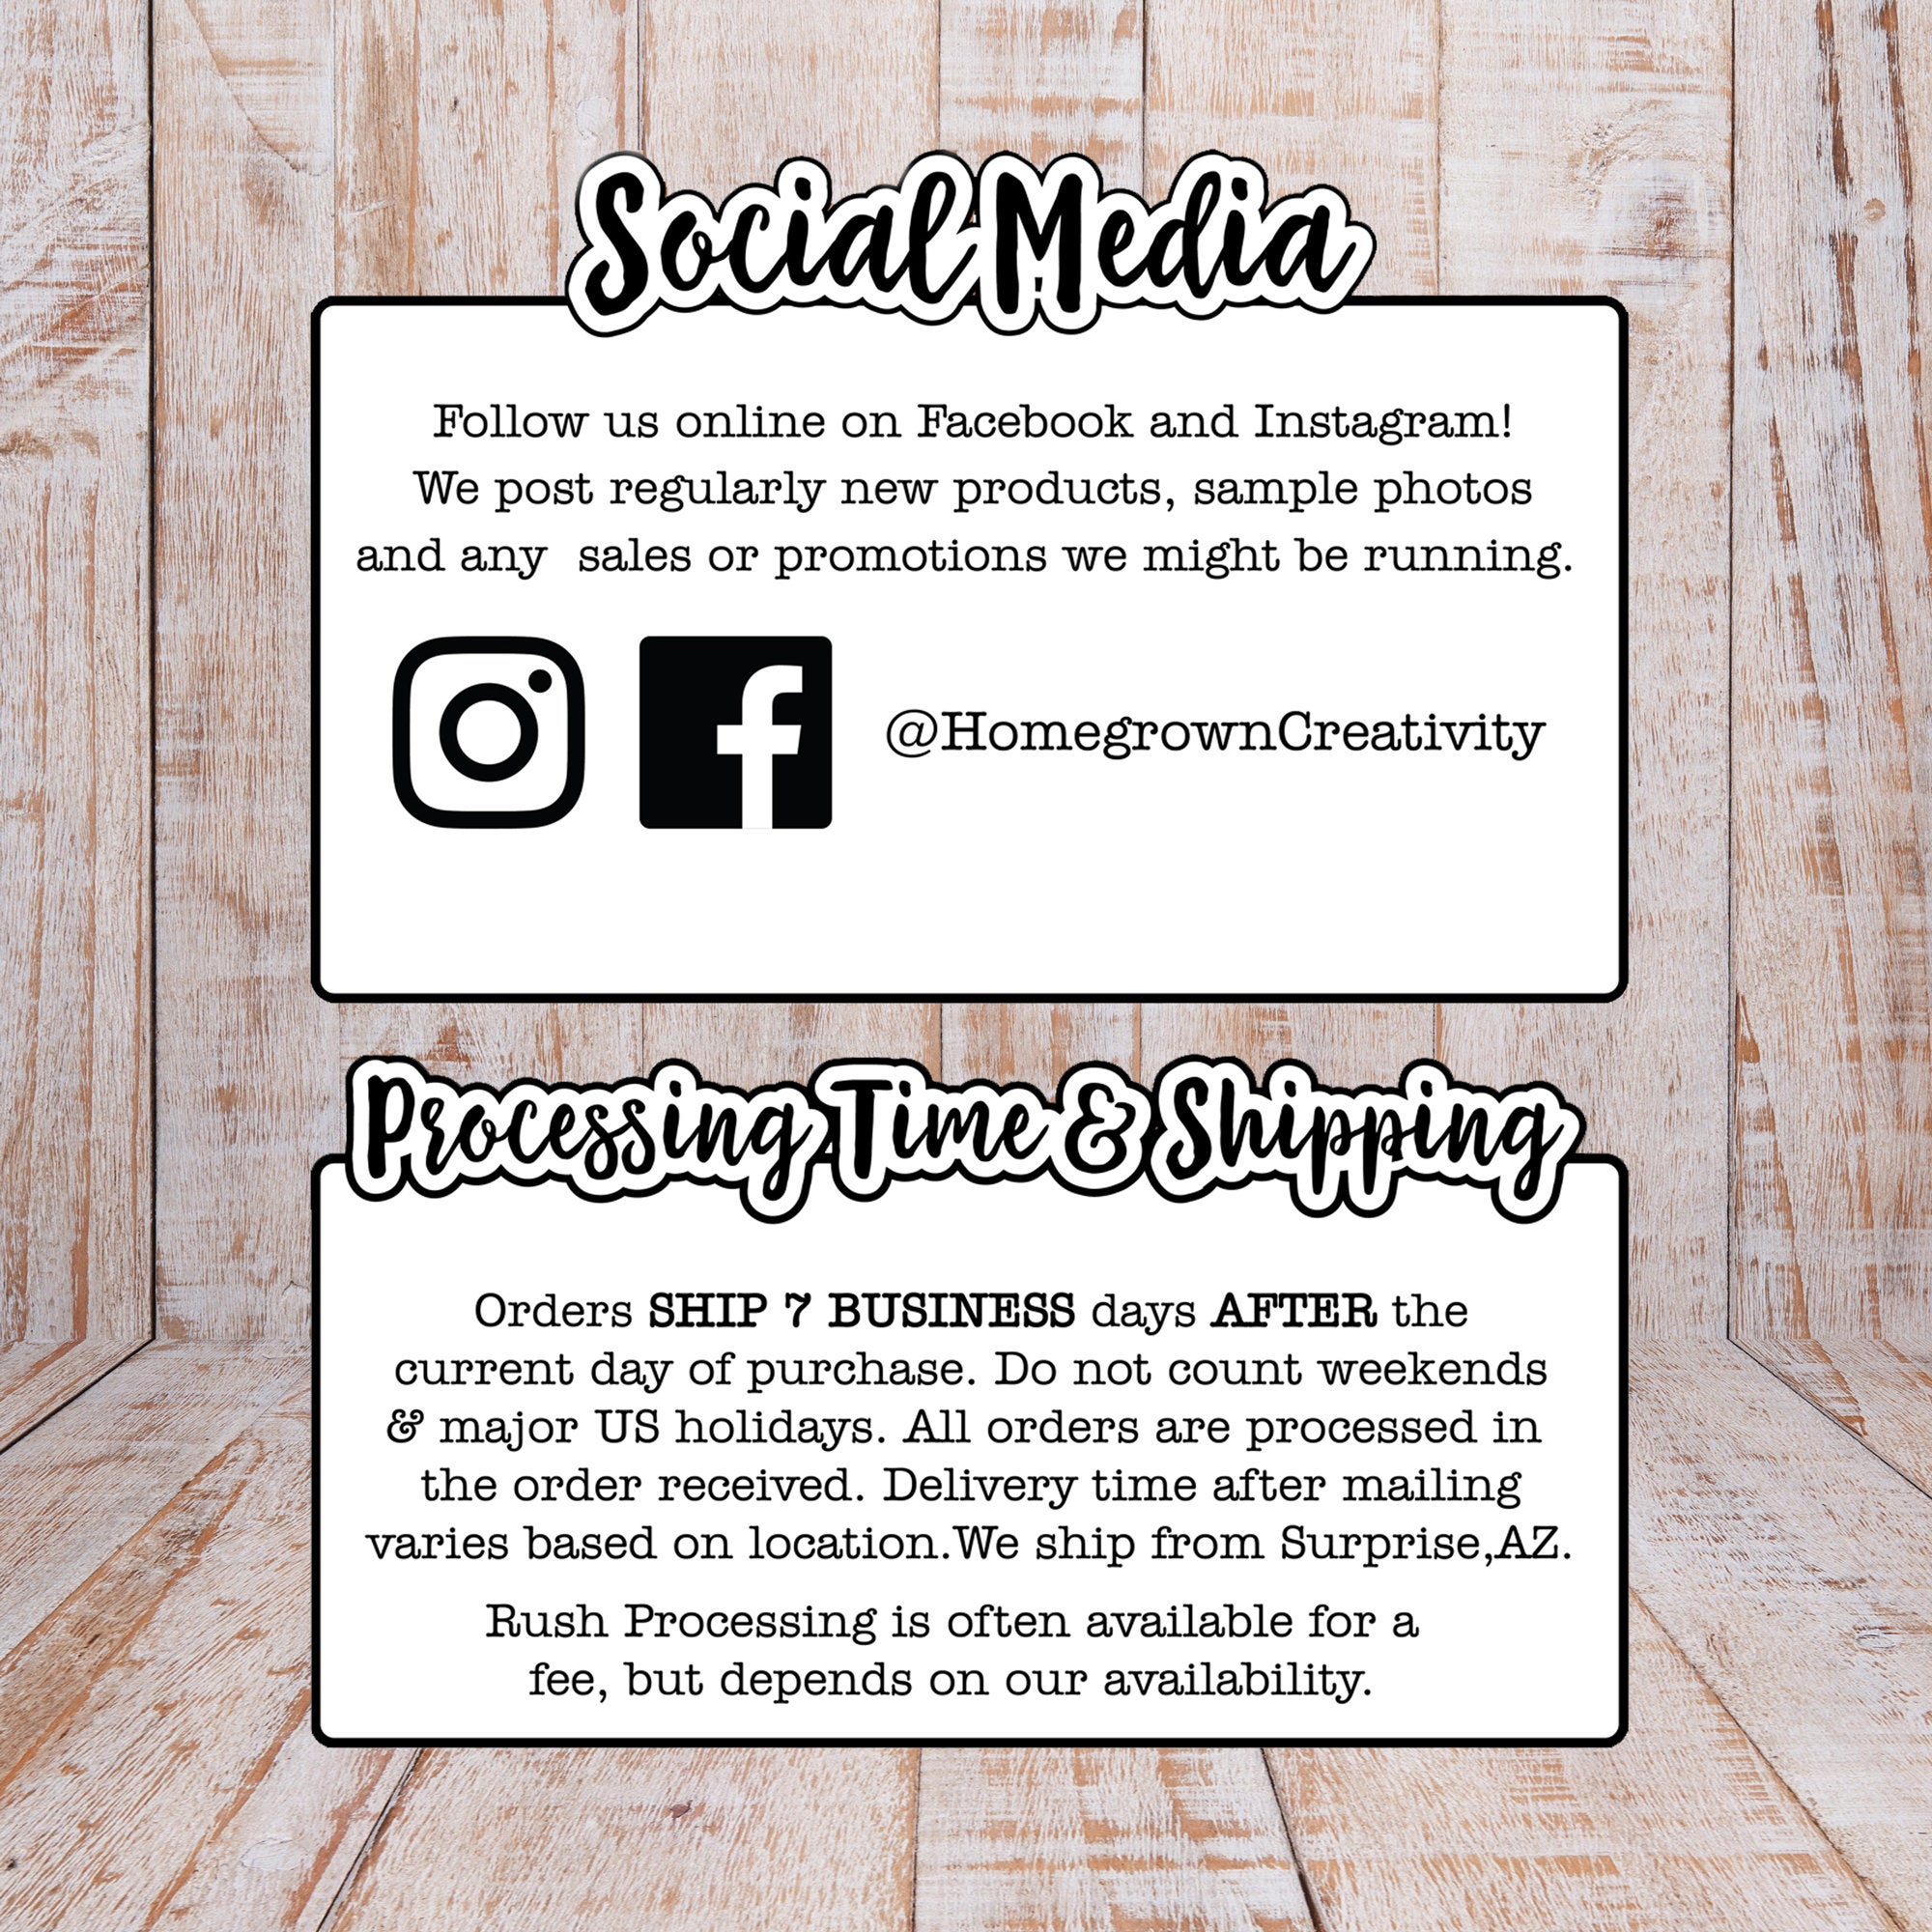 Social Media
Follow us online on Facebook and Instagram!
We post regularly new products, sample photos
and any  sales or promotions we might be running.
@HomegrownCreativity
Processing Time & Shipping
Orders SHIP 7 BUSINESS days AFTER the
current day of purchase. Do not count weekends
& major US holidays. All orders are processed in
the order received. Delivery time after mailing
varies based on location.We ship from Surprise,AZ.
Rush Processing is often available for a
fee, but depends on our availability.